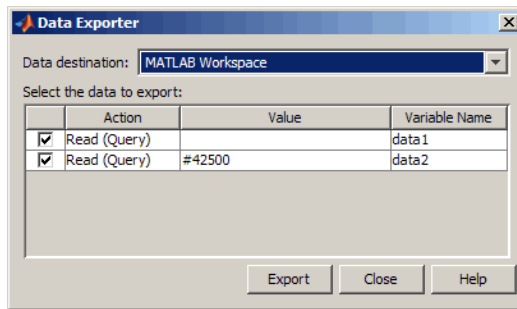 Data Exporter
Data destination: MATLAB Workspace
Select the data to export:
Action Value Variable Name
Read (Query) data1
Read (Query) #42500 data2
Export Close Help